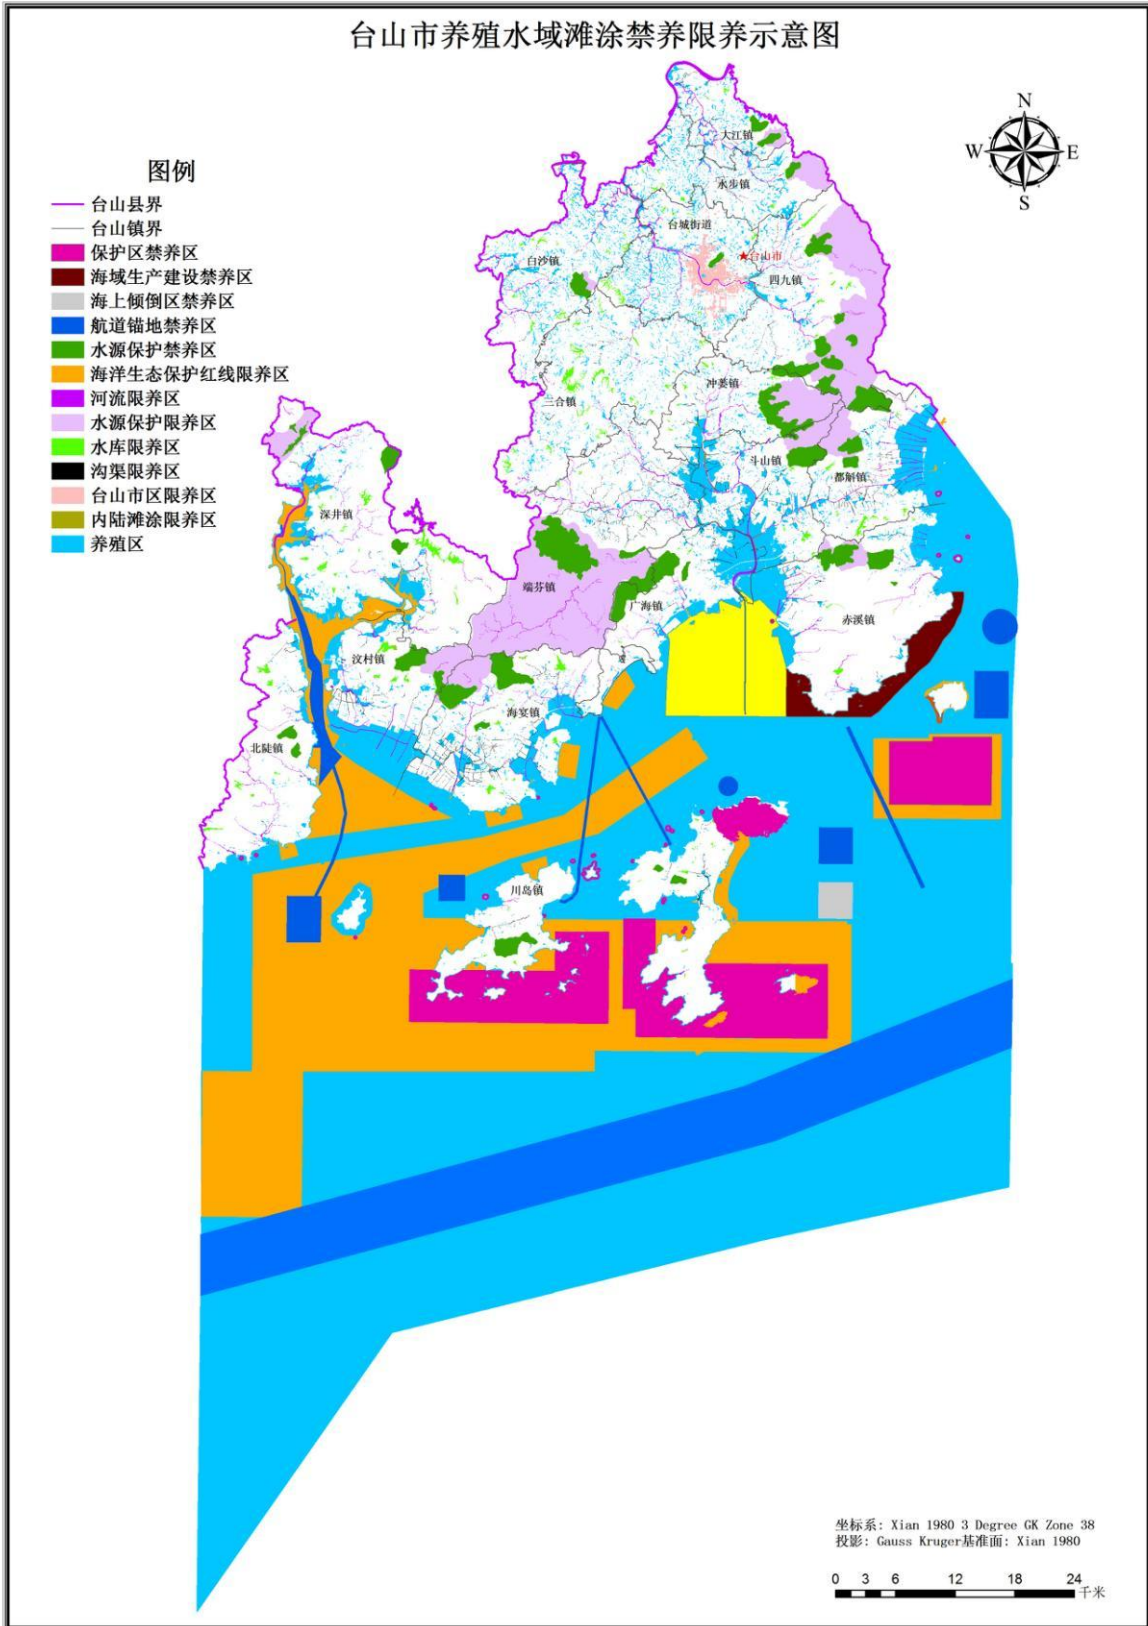 台山市养殖水域滩涂禁养限养示意图
N
W
E
S
图例
台山县界
台山镇界
保护区禁养区
海域生产建设禁养区
海上倾倒区禁养区
航道锚地禁养区
水源保护禁养区
海洋生态保护红线限养区
河流限养区
水源保护限养区
水库限养区
沟渠限养区
台山市区限养区
内陆滩涂限养区
养殖区
大江镇
水步镇
台城街道
白沙镇
台山市
四九镇
冲蒌镇
三合镇
斗山镇
都斛镇
深井镇
端芬镇
广海镇
赤溪镇
汶村镇
海宴镇
北陡镇
川岛镇
坐标系: Xian 1980 3 Degree GK Zone 38
投影: Gauss Kruger基准面: Xian 1980
0 3 6 12 18 24
千米